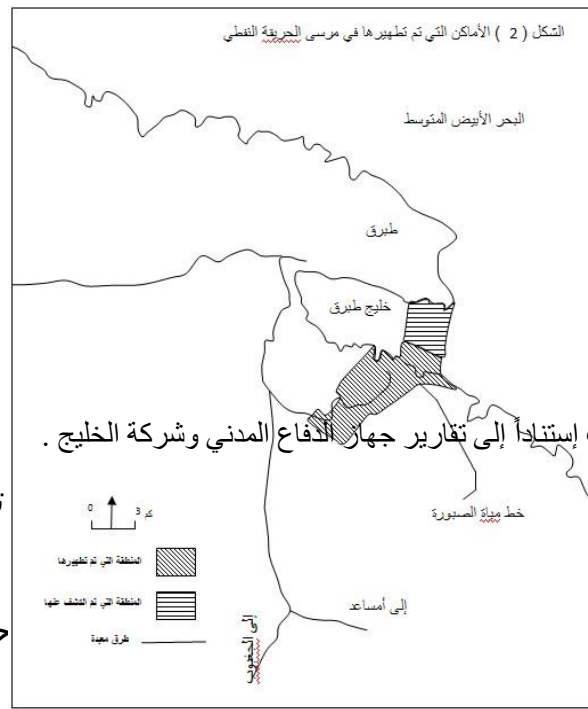 الشكل ( 2 ) الأماكن التي تم تطهيرها في مرسى الحريقة النفطي
البحر الأبيض المتوسط
طبرق
خليج طبرق
إستناداً إلى تقارير جهاز الدفاع المدني وشركة الخليج .
خط مياة الصبورة
0 3 كم
المنطقة التي تم تطهيرها
المنطقة التي تم الكشف عنها
طرق معبدة
إلى أمساعد
إلى الجغبوب